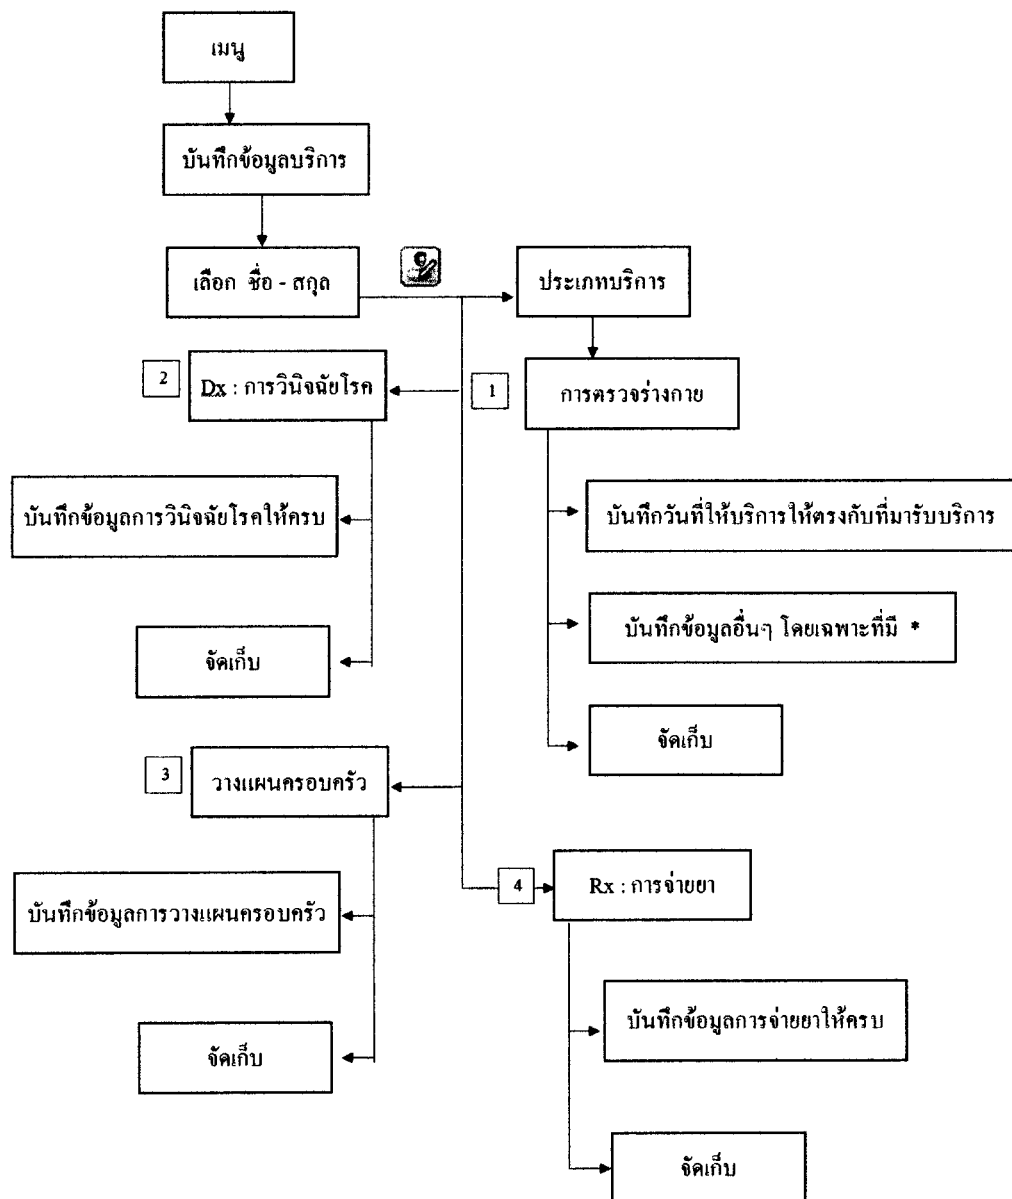 เมนู
บันทึกข้อมูลบริการ
เลือก ชื่อ - สกุล
ประเภทบริการ
1
การตรวจร่างกาย
บันทึกวันที่ให้บริการให้ตรงกับที่มารับบริการ
บันทึกข้อมูลอื่นๆ โดยเฉพาะที่มี *
จัดเก็บ
2
Dx : การวินิจฉัยโรค
บันทึกข้อมูลการวินิจฉัยโรคให้ครบ
จัดเก็บ
3
วางแผนครอบครัว
บันทึกข้อมูลการวางแผนครอบครัว
จัดเก็บ
4
Rx : การจ่ายยา
บันทึกข้อมูลการจ่ายยาให้ครบ
จัดเก็บ